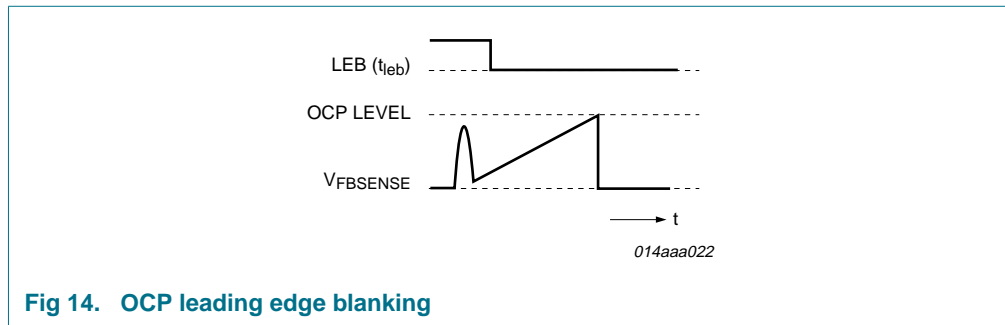 LEB (tleb)
OCP LEVEL
VFBSENSE
t
014aaa022
Fig 14. OCP leading edge blanking